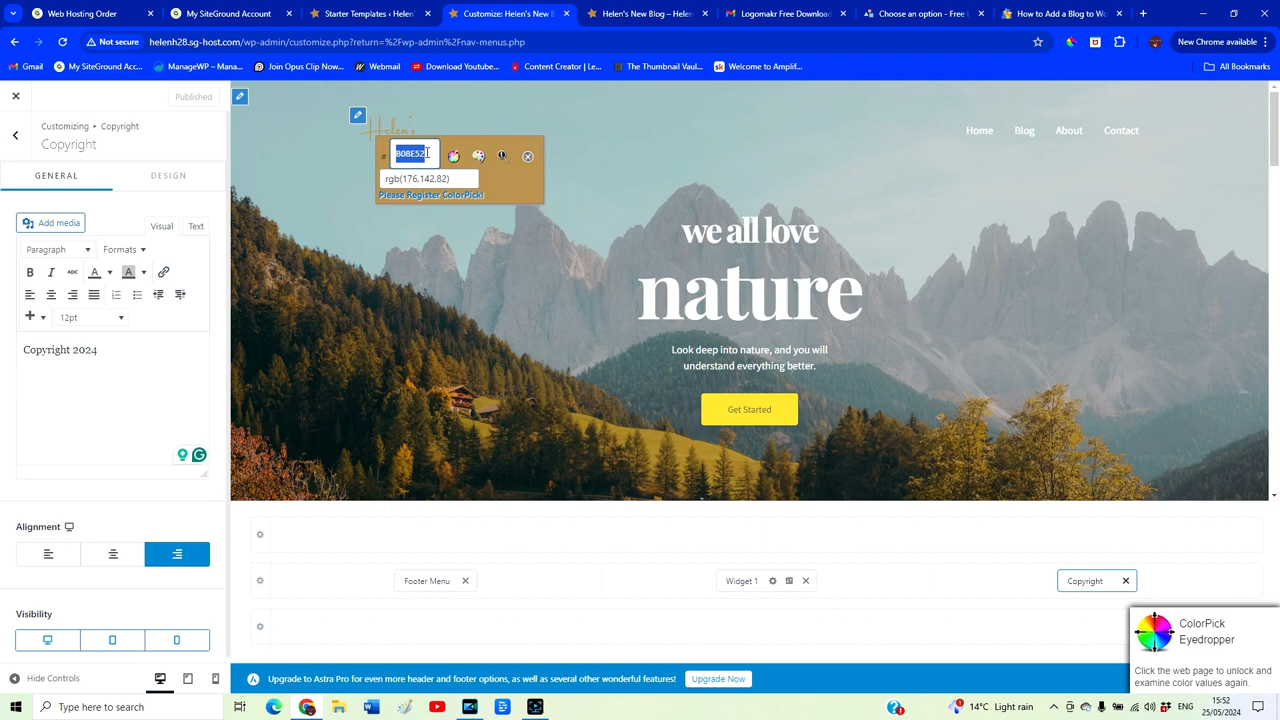 Web Hosting Order
My SiteGround Account
Starter Templates ‹ Helen'
Customize: Helen's New B
Helen's New Blog – Helen
Logomakr Free Download
Choose an option - Free L
How to Add a Blog to Wo
Not secure
helenh28.sg-host.com/wp-admin/customize.php?return=%2Fwp-admin%2Fnav-menus.php
New Chrome available
Gmail
My SiteGround Acc...
ManageWP – Mana...
Join Opus Clip Now...
Webmail
Download Youtube...
Content Creator | Le...
The Thumbnail Vaul...
Welcome to Amplif...
All Bookmarks
Published
Customizing ▸ Copyright
Copyright
GENERAL
DESIGN
Add media
Visual
Text
Paragraph
Formats
B
I
ABC
A
A
12pt
Copyright 2024
Alignment
Visibility
Hide Controls
Helen's
# B08E52
rgb(176,142,82)
Please Register ColorPick!
Home
Blog
About
Contact
we all love
nature
Look deep into nature, and you will
understand everything better.
Get Started
Footer Menu
Widget 1
Copyright
Upgrade to Astra Pro for even more header and footer options, as well as several other wonderful features!
Upgrade Now
ColorPick
Eyedropper
Click the web page to unlock and
examine color values again.
Type here to search
14°C Light rain
ENG
15:52
25/05/2024